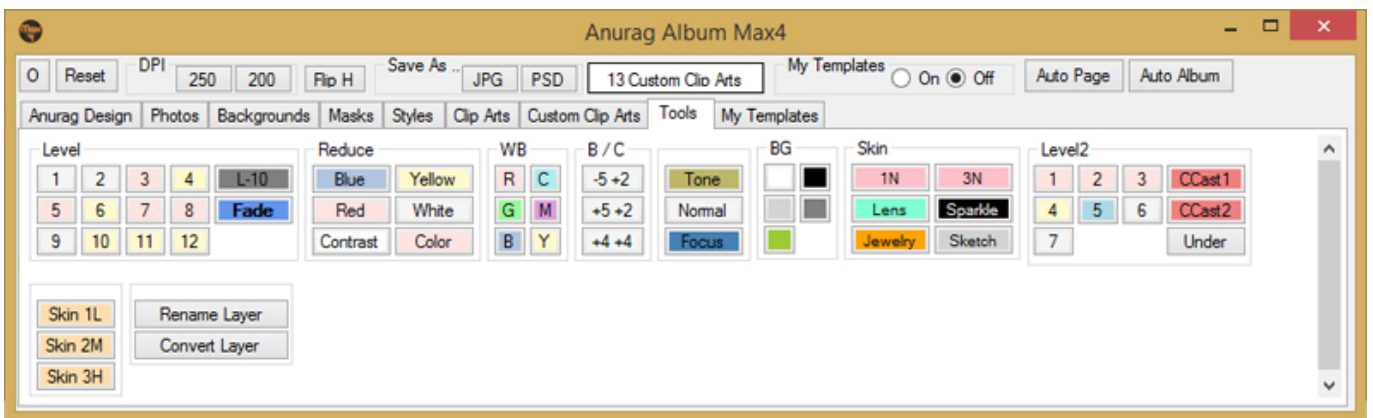 Anurag Album Max4
O Reset DPI 250 200 Flip H Save As .. JPG PSD 13 Custom Clip Arts My Templates On Off Auto Page Auto Album
Anurag Design Photos Backgrounds Masks Styles Clip Arts Custom Clip Arts Tools My Templates
Level Reduce WB B / C BG Skin Level2
1 2 3 4 L-10 Blue Yellow R C -5 +2 Tone 1N 3N 1 2 3 CCast1
5 6 7 8 Fade Red White G M +5 +2 Normal Lens Sparkle 4 5 6 CCast2
9 10 11 12 Contrast Color B Y +4 +4 Focus Jewelry Sketch 7 Under
Skin 1L Rename Layer
Skin 2M Convert Layer
Skin 3H